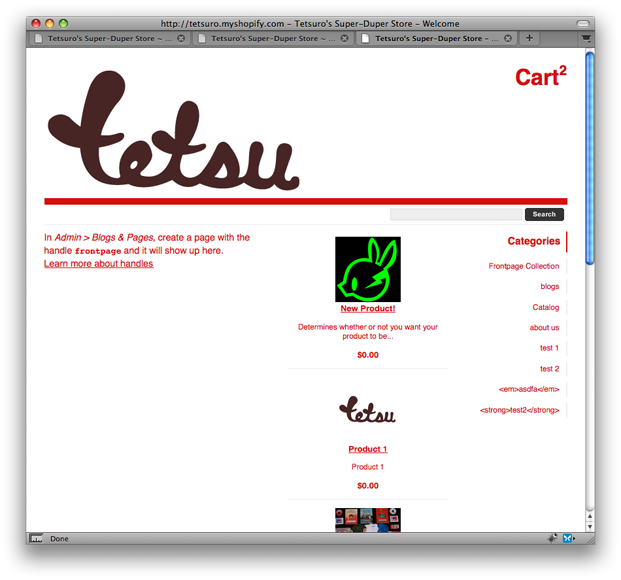 http://tetsuro.myshopify.com – Tetsuro's Super-Duper Store – Welcome
Tetsuro's Super-Duper Store ~ ...
Tetsuro's Super-Duper Store ~ ...
Tetsuro's Super-Duper Store – ...
Cart2
tetsu
Search
In Admin > Blogs & Pages, create a page with the
handle frontpage and it will show up here.
Learn more about handles
New Product!
Determines whether or not you want your
product to be...
$0.00
tetsu
Product 1
Product 1
$0.00
Categories
Frontpage Collection
blogs
Catalog
about us
test 1
test 2
<em>asdfa</em>
<strong>test2</strong>
Done